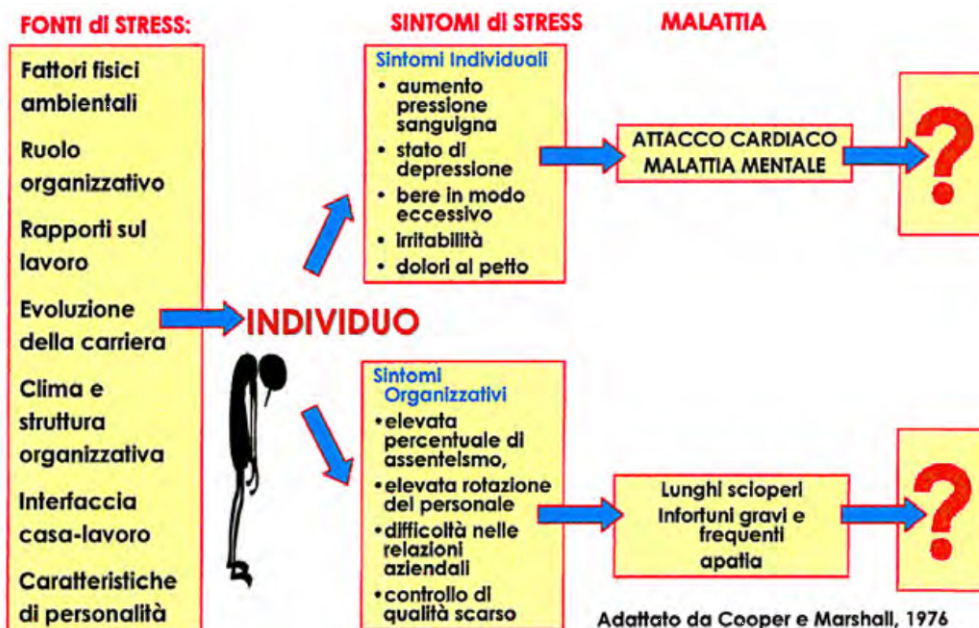 FONTI di STRESS:
Fattori fisici
ambientali
Ruolo
organizzativo
Rapporti sul
lavoro
Evoluzione
della carriera
Clima e
struttura
organizzativa
Interfaccia
casa-lavoro
Caratteristiche
di personalità
INDIVIDUO
SINTOMI di STRESS
Sintomi Individuali
• aumento
pressione
sanguigna
• stato di
depressione
• bere in modo
eccessivo
• irritabilità
• dolori al petto
Sintomi
Organizzativi
•elevata
percentuale di
assenteismo,
•elevata rotazione
del personale
•difficoltà nelle
relazioni
aziendali
•controllo di
qualità scarso
MALATTIA
ATTACCO CARDIACO
MALATTIA MENTALE
?
Lunghi scioperi
Infortuni gravi e
frequenti
apatia
?
Adattato da Cooper e Marshall, 1976